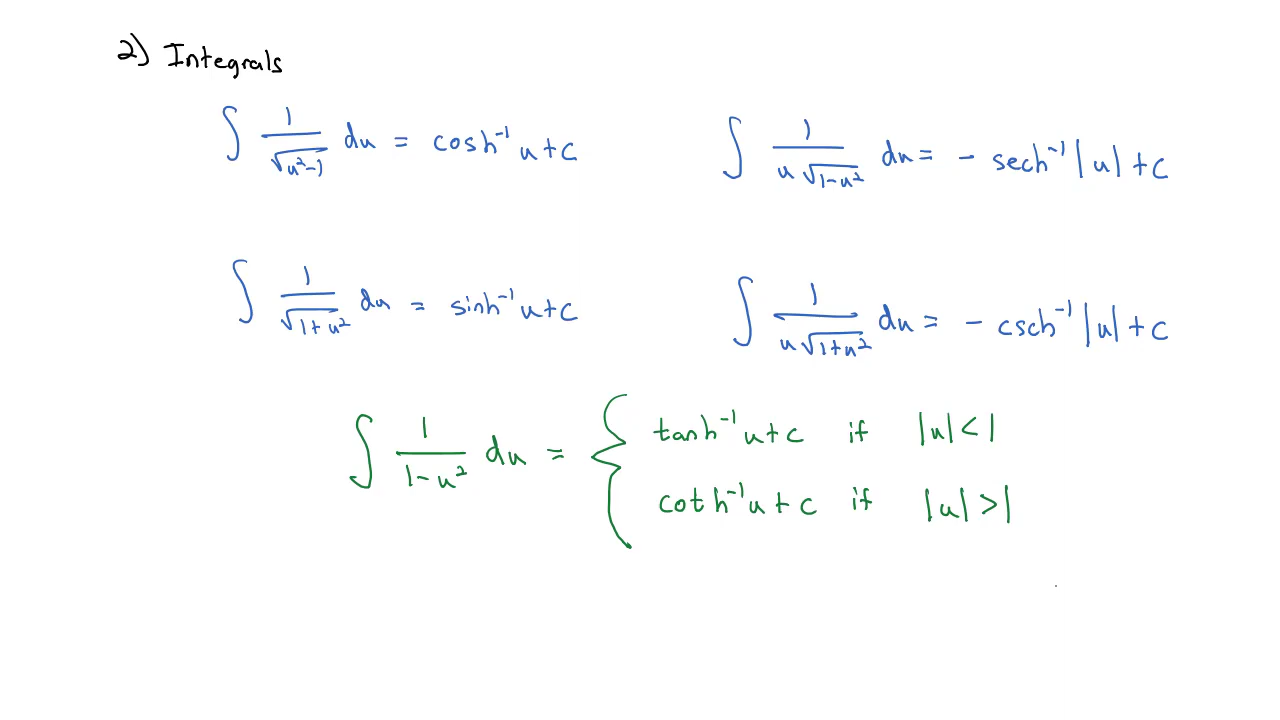 2) Integrals
∫ 1/√(u²-1) du = cosh⁻¹ u + c
∫ 1/(u√(1-u²)) du = - sech⁻¹ |u| + c
∫ 1/√(1+u²) du = sinh⁻¹ u + c
∫ 1/(u√(1+u²)) du = - csch⁻¹ |u| + c
∫ 1/(1-u²) du = { tanh⁻¹ u + c if |u| < 1
coth⁻¹ u + c if |u| > 1